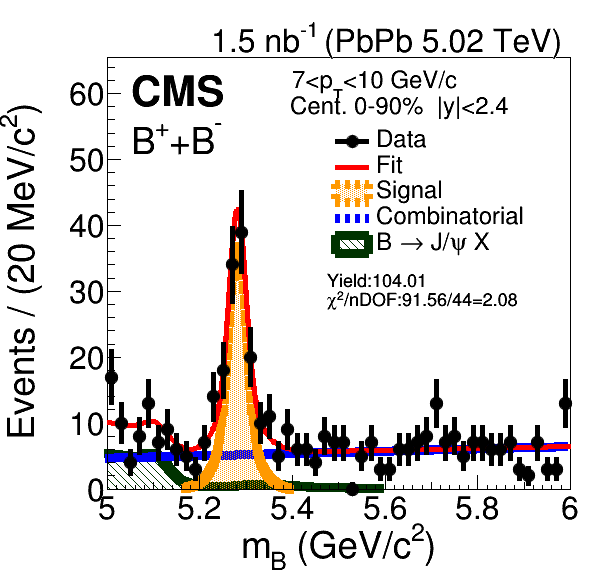 1.5 nb⁻¹ (PbPb 5.02 TeV)
CMS
B⁺+B⁻
7<p_T<10 GeV/c
Cent. 0-90% |y|<2.4
Data
Fit
Signal
Combinatorial
B → J/ψ X
Yield:104.01
χ²/nDOF:91.56/44=2.08
Events / (20 MeV/c²)
60
50
40
30
20
10
0
5
5.2
5.4
5.6
5.8
6
m_B (GeV/c²)